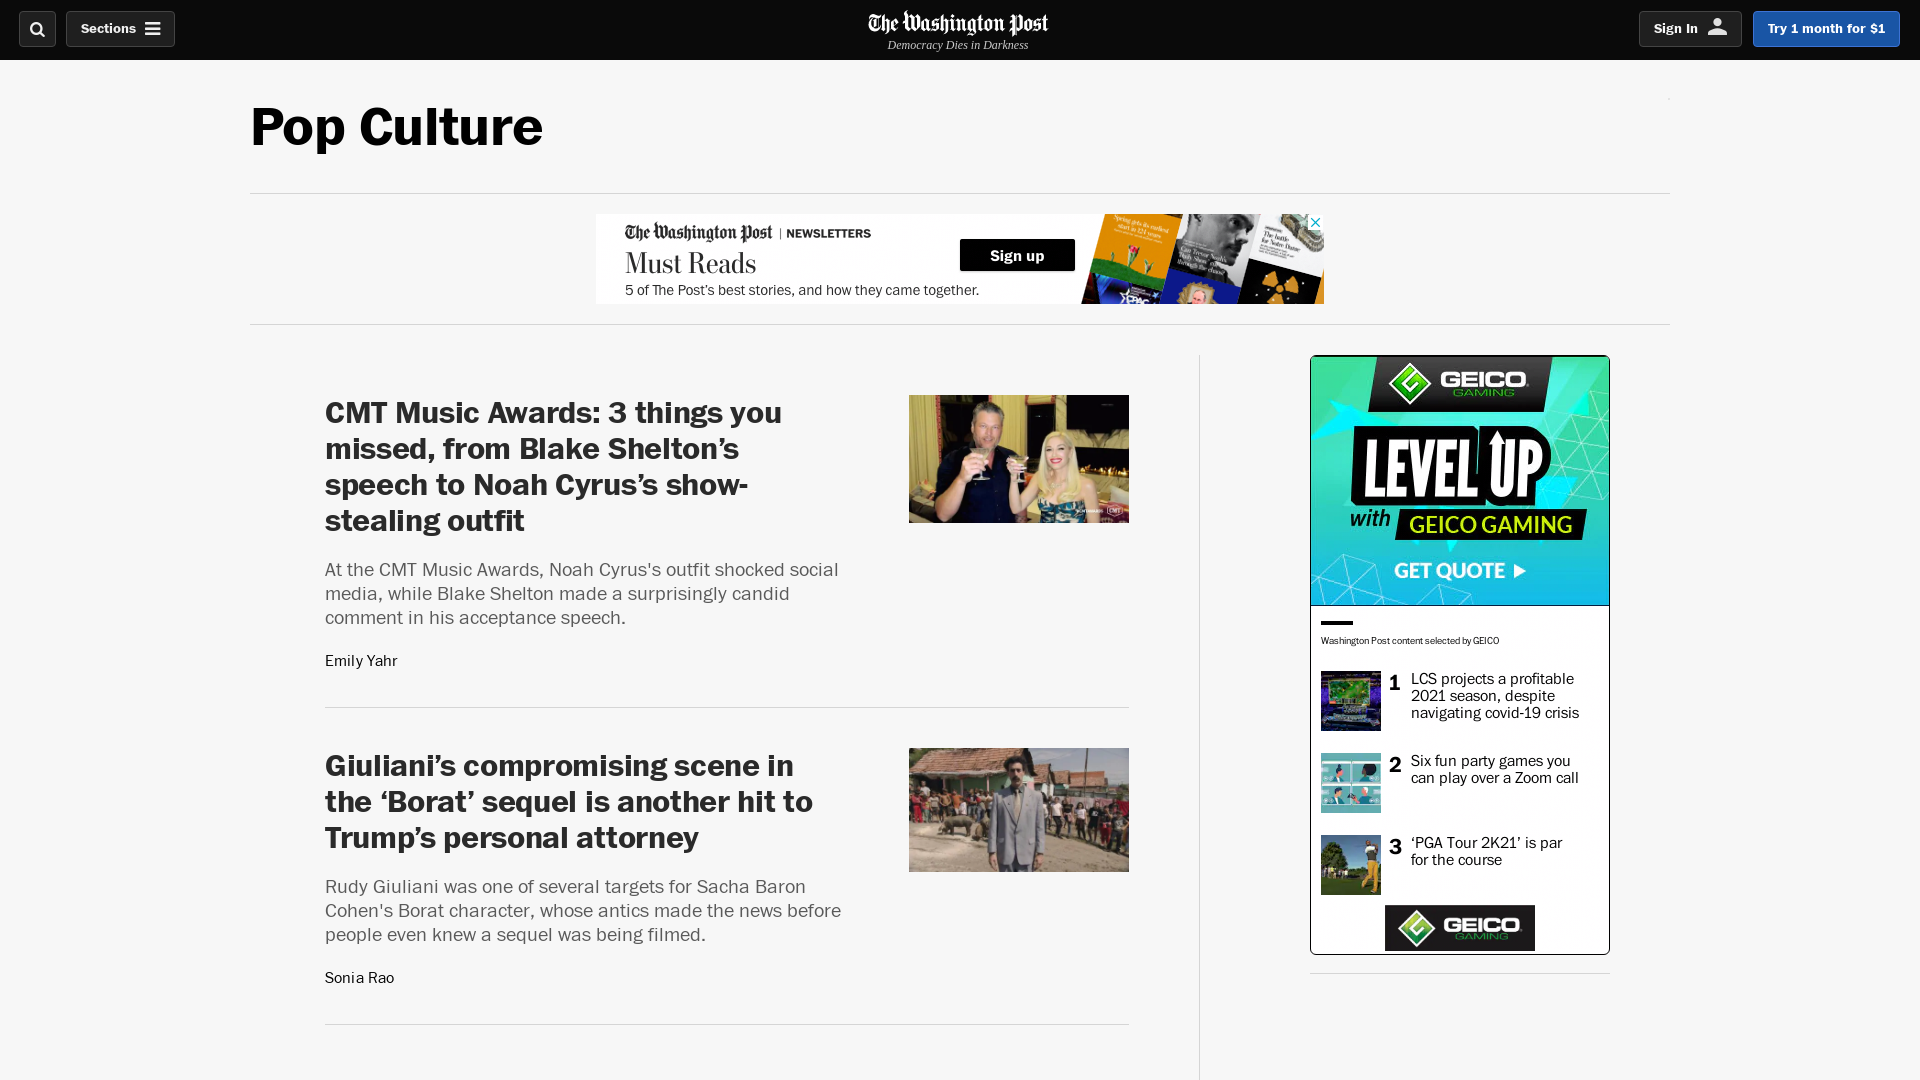 Sections
The Washington Post
Democracy Dies in Darkness
Sign In
Try 1 month for $1
Pop Culture
The Washington Post | NEWSLETTERS
Must Reads
5 of The Post's best stories, and how they came together.
Sign up
CMT Music Awards: 3 things you
missed, from Blake Shelton’s
speech to Noah Cyrus’s show-
stealing outfit
At the CMT Music Awards, Noah Cyrus's outfit shocked social
media, while Blake Shelton made a surprisingly candid
comment in his acceptance speech.
Emily Yahr
Giuliani’s compromising scene in
the ‘Borat’ sequel is another hit to
Trump’s personal attorney
Rudy Giuliani was one of several targets for Sacha Baron
Cohen's Borat character, whose antics made the news before
people even knew a sequel was being filmed.
Sonia Rao
GEICO
GAMING
LEVEL UP
with GEICO GAMING
GET QUOTE
Washington Post content selected by GEICO
1 LCS projects a profitable
2021 season, despite
navigating covid-19 crisis
2 Six fun party games you
can play over a Zoom call
3 ‘PGA Tour 2K21’ is par
for the course
GEICO
GAMING